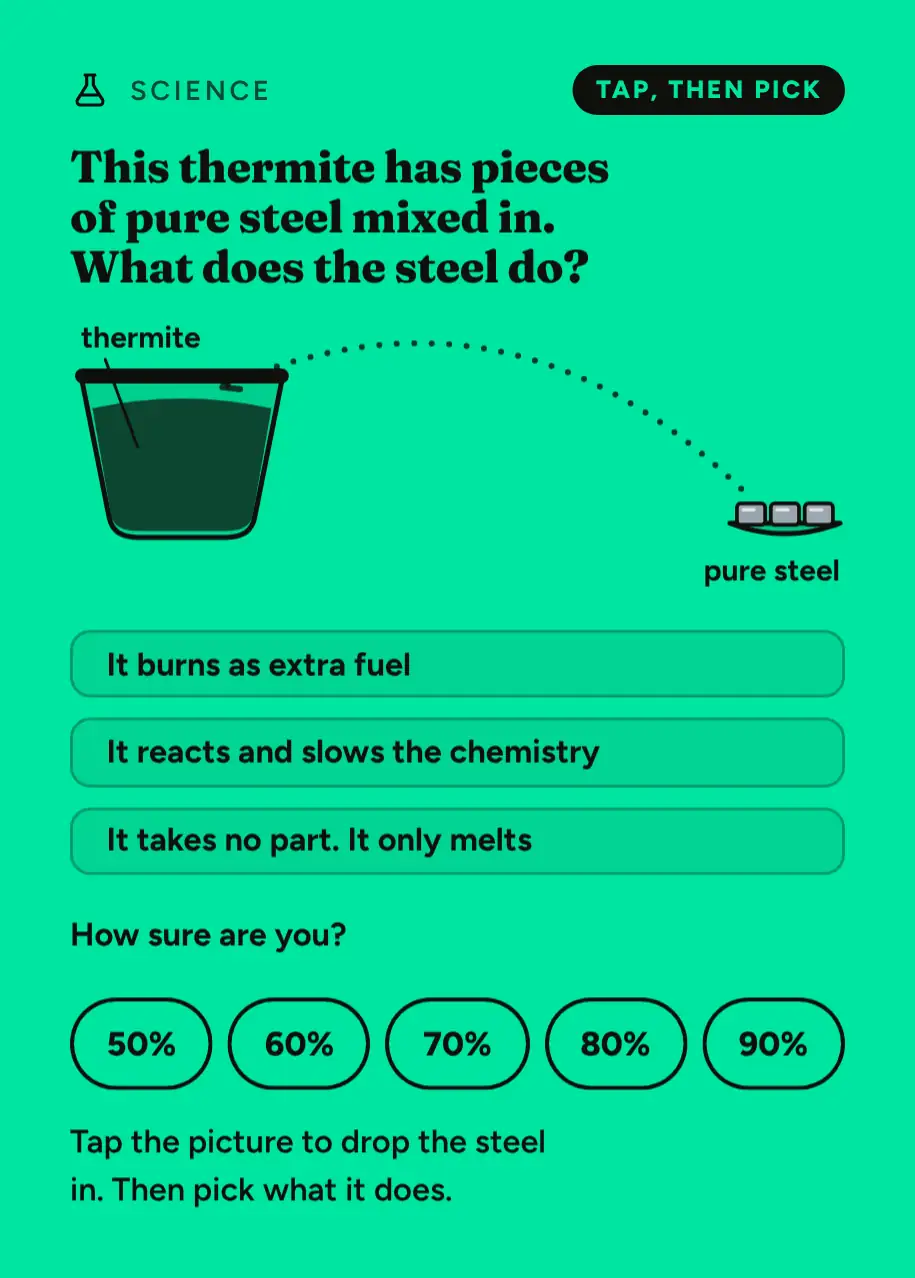 SCIENCE
TAP, THEN PICK
This thermite has pieces
of pure steel mixed in.
What does the steel do?
thermite
pure steel
It burns as extra fuel
It reacts and slows the chemistry
It takes no part. It only melts
How sure are you?
50%
60%
70%
80%
90%
Tap the picture to drop the steel
in. Then pick what it does.